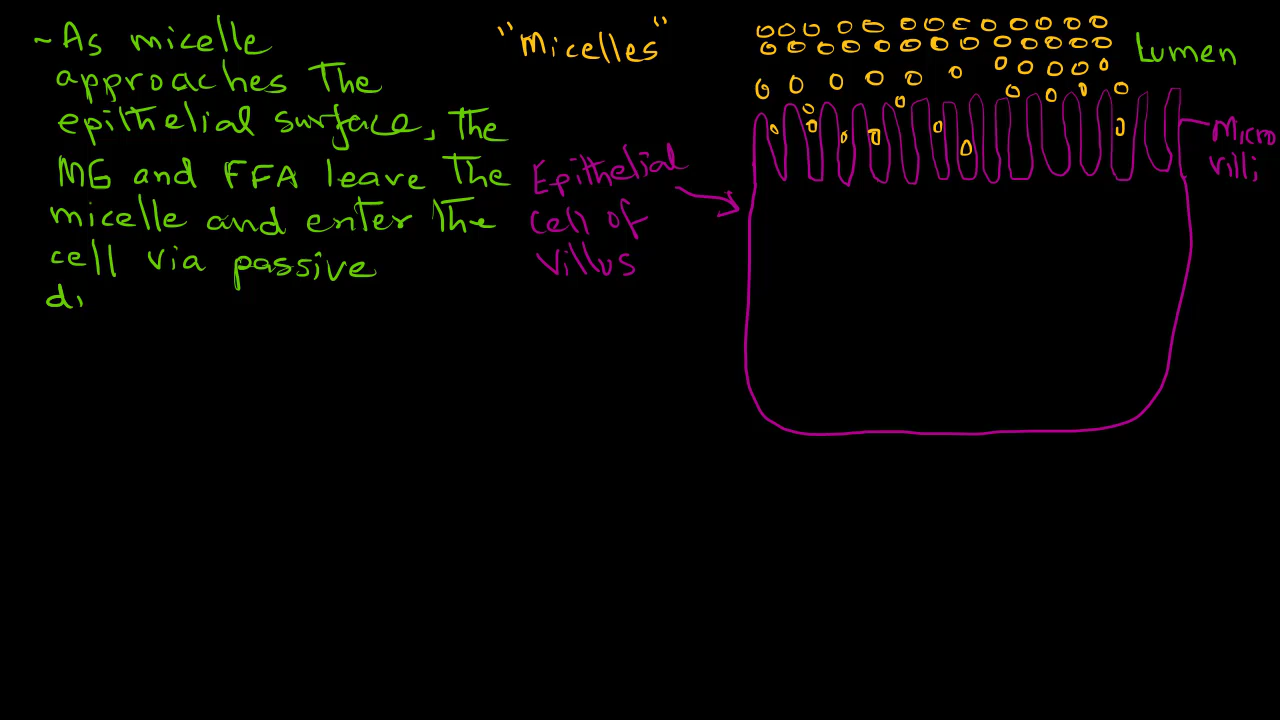 ~ As micelle
approaches The
epithelial surface, The
MG and FFA leave The
micelle and enter The
cell via passive
di
"Micelles"
Lumen
Micro
villi
Epithelial
cell of
villus